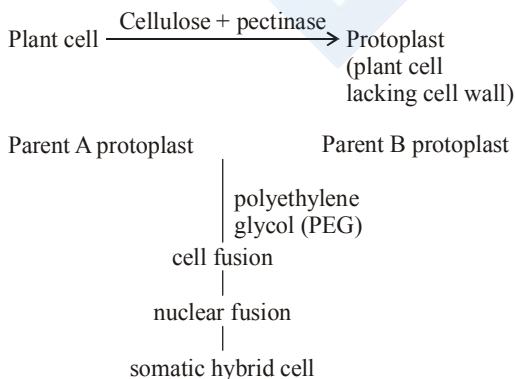 Cellulose + pectinase
Plant cell
Protoplast
(plant cell
lacking cell wall)
Parent A protoplast
Parent B protoplast
polyethylene
glycol (PEG)
cell fusion
nuclear fusion
somatic hybrid cell